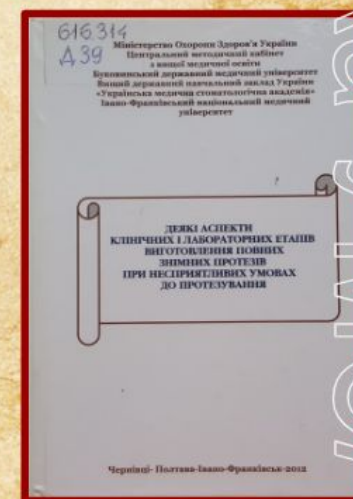 616.314
Д 39
Міністерство Охорони Здоров'я України
Центральний методичний кабінет
з вищої медичної освіти
Буковинський державний медичний університет
Вищий державний навчальний заклад України
«Українська медична стоматологічна академія»
Івано-Франківський національний медичний
університет
ДЕЯКІ АСПЕКТИ
КЛІНІЧНИХ І ЛАБОРАТОРНИХ ЕТАПІВ
ВИГОТОВЛЕННЯ ПОВНИХ
ЗНІМНИХ ПРОТЕЗІВ
ПРИ НЕСПРИЯТЛИВИХ УМОВАХ
ДО ПРОТЕЗУВАННЯ
Чернівці- Полтава-Івано-Франківськ-2012